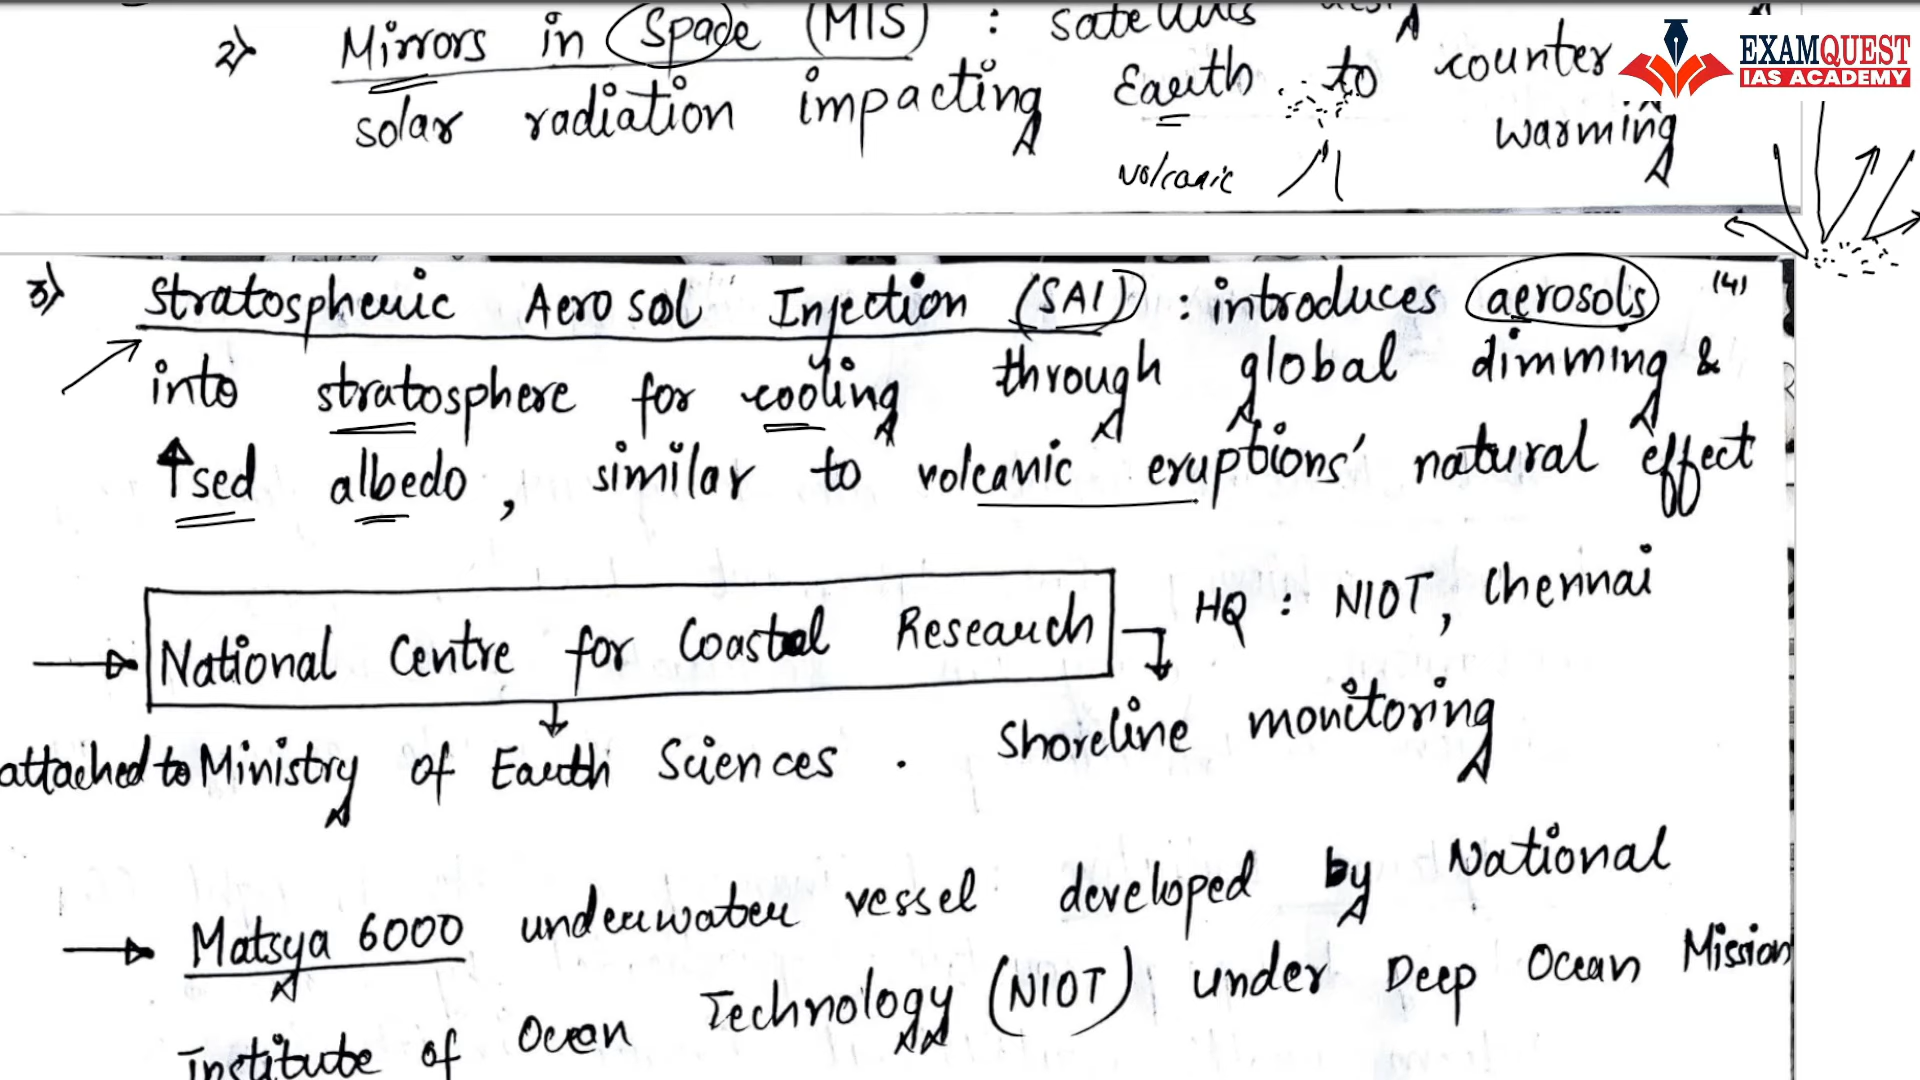 2) Mirrors in Space (MIS) : satellites
solar radiation impacting Earth to counter
warming
volcanic
EXAMQUEST
IAS ACADEMY
3) Stratospheric Aerosol Injection (SAI) : introduces aerosols (4)
into stratosphere for cooling through global dimming &
↑sed albedo, similar to volcanic eruptions' natural effect
→ National Centre for Coastal Research → HQ : NIOT, Chennai
shoreline monitoring
attached to Ministry of Earth Sciences .
→ Matsya 6000 underwater vessel developed by National
Institute of Ocean Technology (NIOT) under Deep Ocean Mission